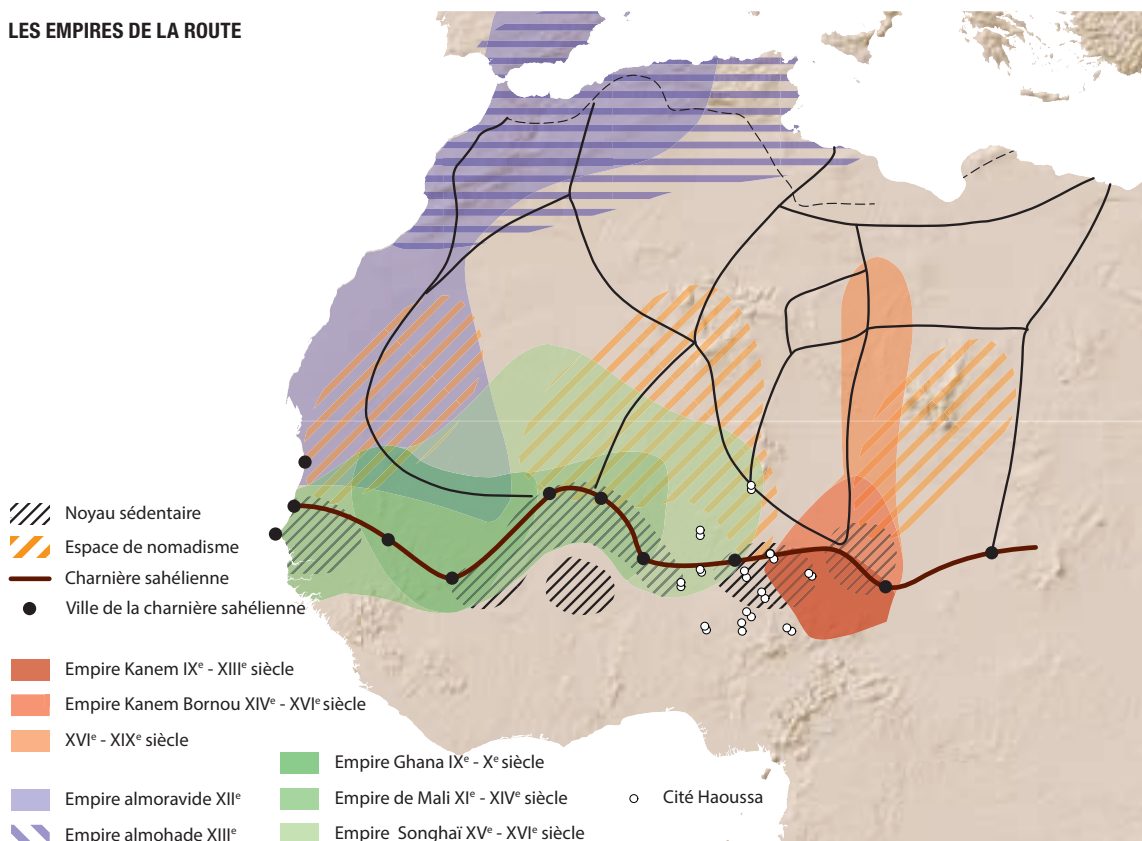 LES EMPIRES DE LA ROUTE
Noyau sédentaire
Espace de nomadisme
Charnière sahélienne
Ville de la charnière sahélienne
Empire Kanem IXᵉ - XIIIᵉ siècle
Empire Kanem Bornou XIVᵉ - XVIᵉ siècle
XVIᵉ - XIXᵉ siècle
Empire almoravide XIIᵉ
Empire almohade XIIIᵉ
Empire Ghana IXᵉ - Xᵉ siècle
Empire de Mali XIᵉ - XIVᵉ siècle
Empire Songhaï XVᵉ - XVIᵉ siècle
Cité Haoussa